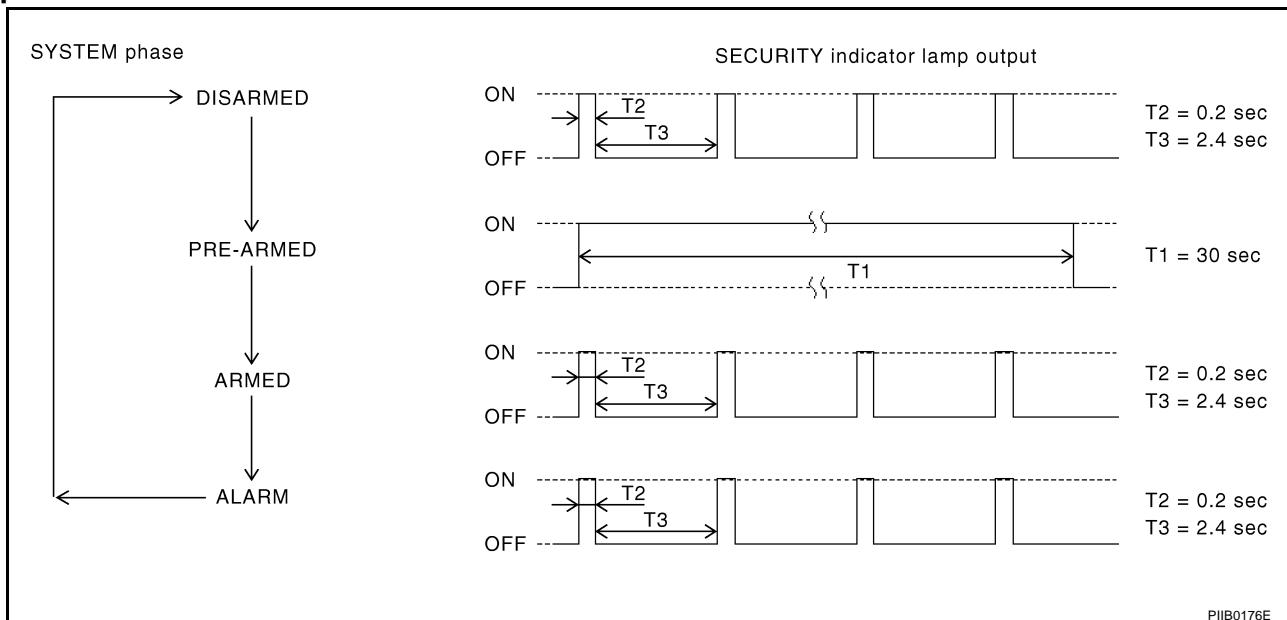 SYSTEM phase
SECURITY indicator lamp output
DISARMED
ON
OFF
T2
T3
T2 = 0.2 sec
T3 = 2.4 sec
PRE-ARMED
ON
OFF
T1
T1 = 30 sec
ARMED
ON
OFF
T2
T3
T2 = 0.2 sec
T3 = 2.4 sec
ALARM
ON
OFF
T2
T3
T2 = 0.2 sec
T3 = 2.4 sec
PIIB0176E